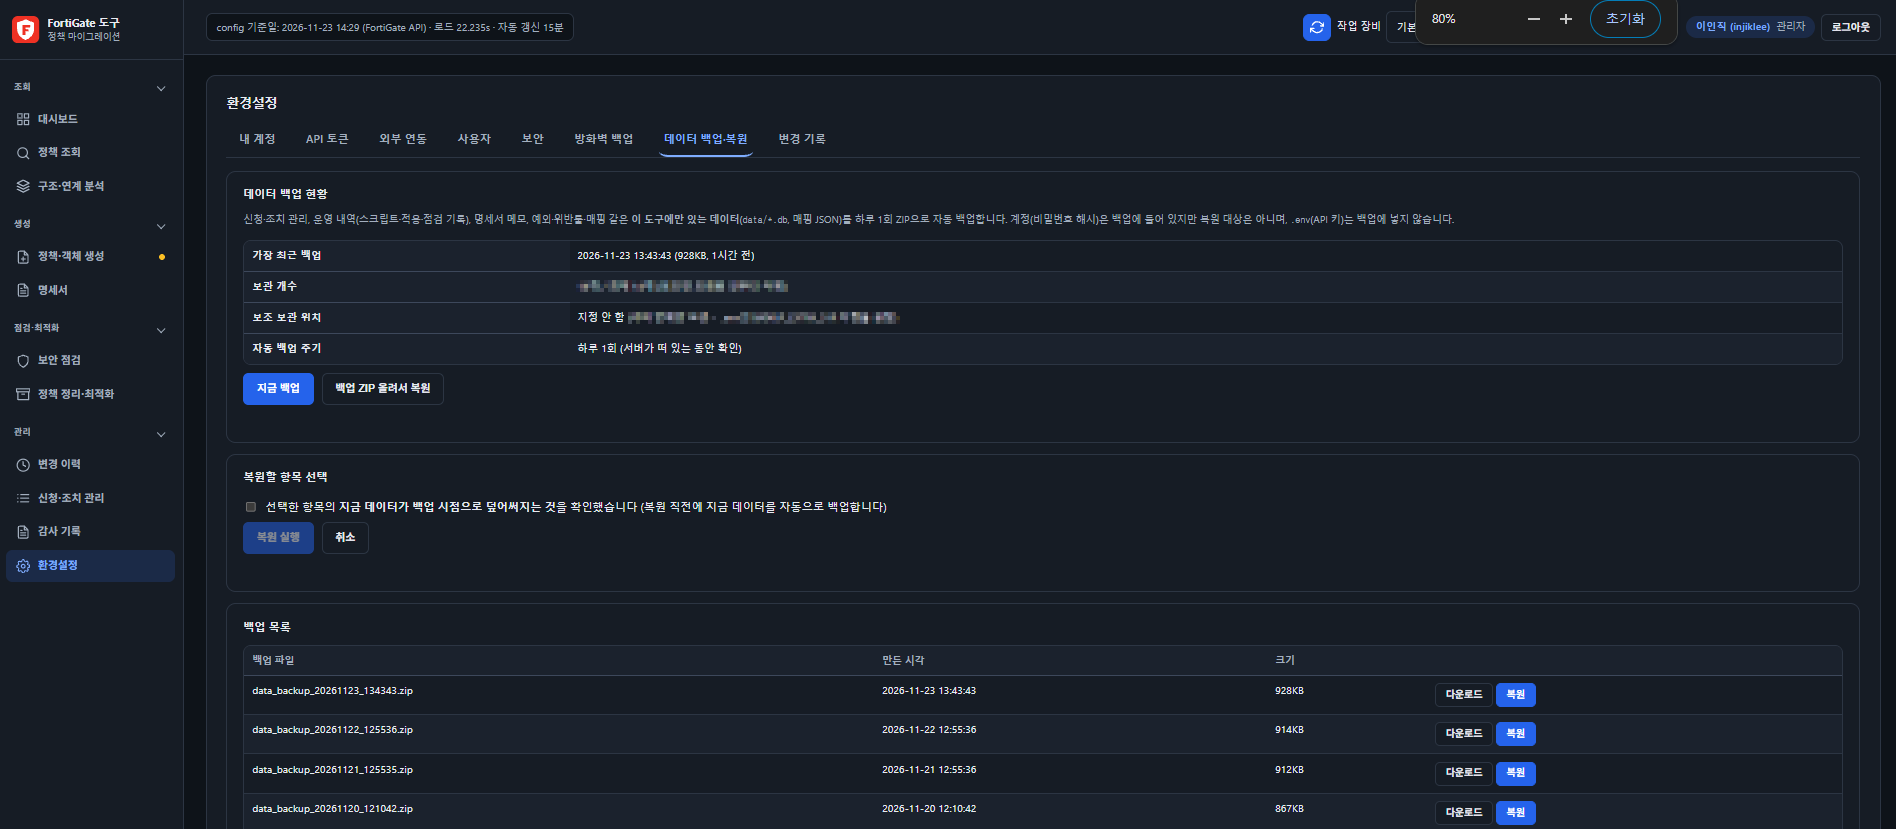 FortiGate 도구
정책 마이그레이션
config 기준일: 2026-11-23 14:29 (FortiGate API) · 로드 22.235s · 자동 갱신 15분
작업 장비
기본
80%
초기화
이인직 (injiklee) 관리자
로그아웃
조회
대시보드
정책 조회
구조·연계 분석
생성
정책·객체 생성
명세서
점검·최적화
보안 점검
정책 정리·최적화
관리
변경 이력
신청·조치 관리
감사 기록
환경설정
환경설정
내 계정
API 토큰
외부 연동
사용자
보안
방화벽 백업
데이터 백업·복원
변경 기록
데이터 백업 현황
신청·조치 관리, 운영 내역(스크립트·적용·점검 기록), 명세서 메모, 예외·위반룰·매핑 같은 이 도구에만 있는 데이터(data/*.db, 매핑 JSON)를 하루 1회 ZIP으로 자동 백업합니다. 계정(비밀번호 해시)은 백업에 들어 있지만 복원 대상은 아니며, .env(API 키)는 백업에 넣지 않습니다.
가장 최근 백업
2026-11-23 13:43:43 (928KB, 1시간 전)
보관 개수
보조 보관 위치
지정 안 함
자동 백업 주기
하루 1회 (서버가 떠 있는 동안 확인)
지금 백업
백업 ZIP 올려서 복원
복원할 항목 선택
선택한 항목의 지금 데이터가 백업 시점으로 덮어써지는 것을 확인했습니다 (복원 직전에 지금 데이터를 자동으로 백업합니다)
복원 실행
취소
백업 목록
백업 파일 만든 시각 크기
data_backup_20261123_134343.zip 2026-11-23 13:43:43 928KB 다운로드 복원
data_backup_20261122_125536.zip 2026-11-22 12:55:36 914KB 다운로드 복원
data_backup_20261121_125535.zip 2026-11-21 12:55:36 912KB 다운로드 복원
data_backup_20261120_121042.zip 2026-11-20 12:10:42 867KB 다운로드 복원